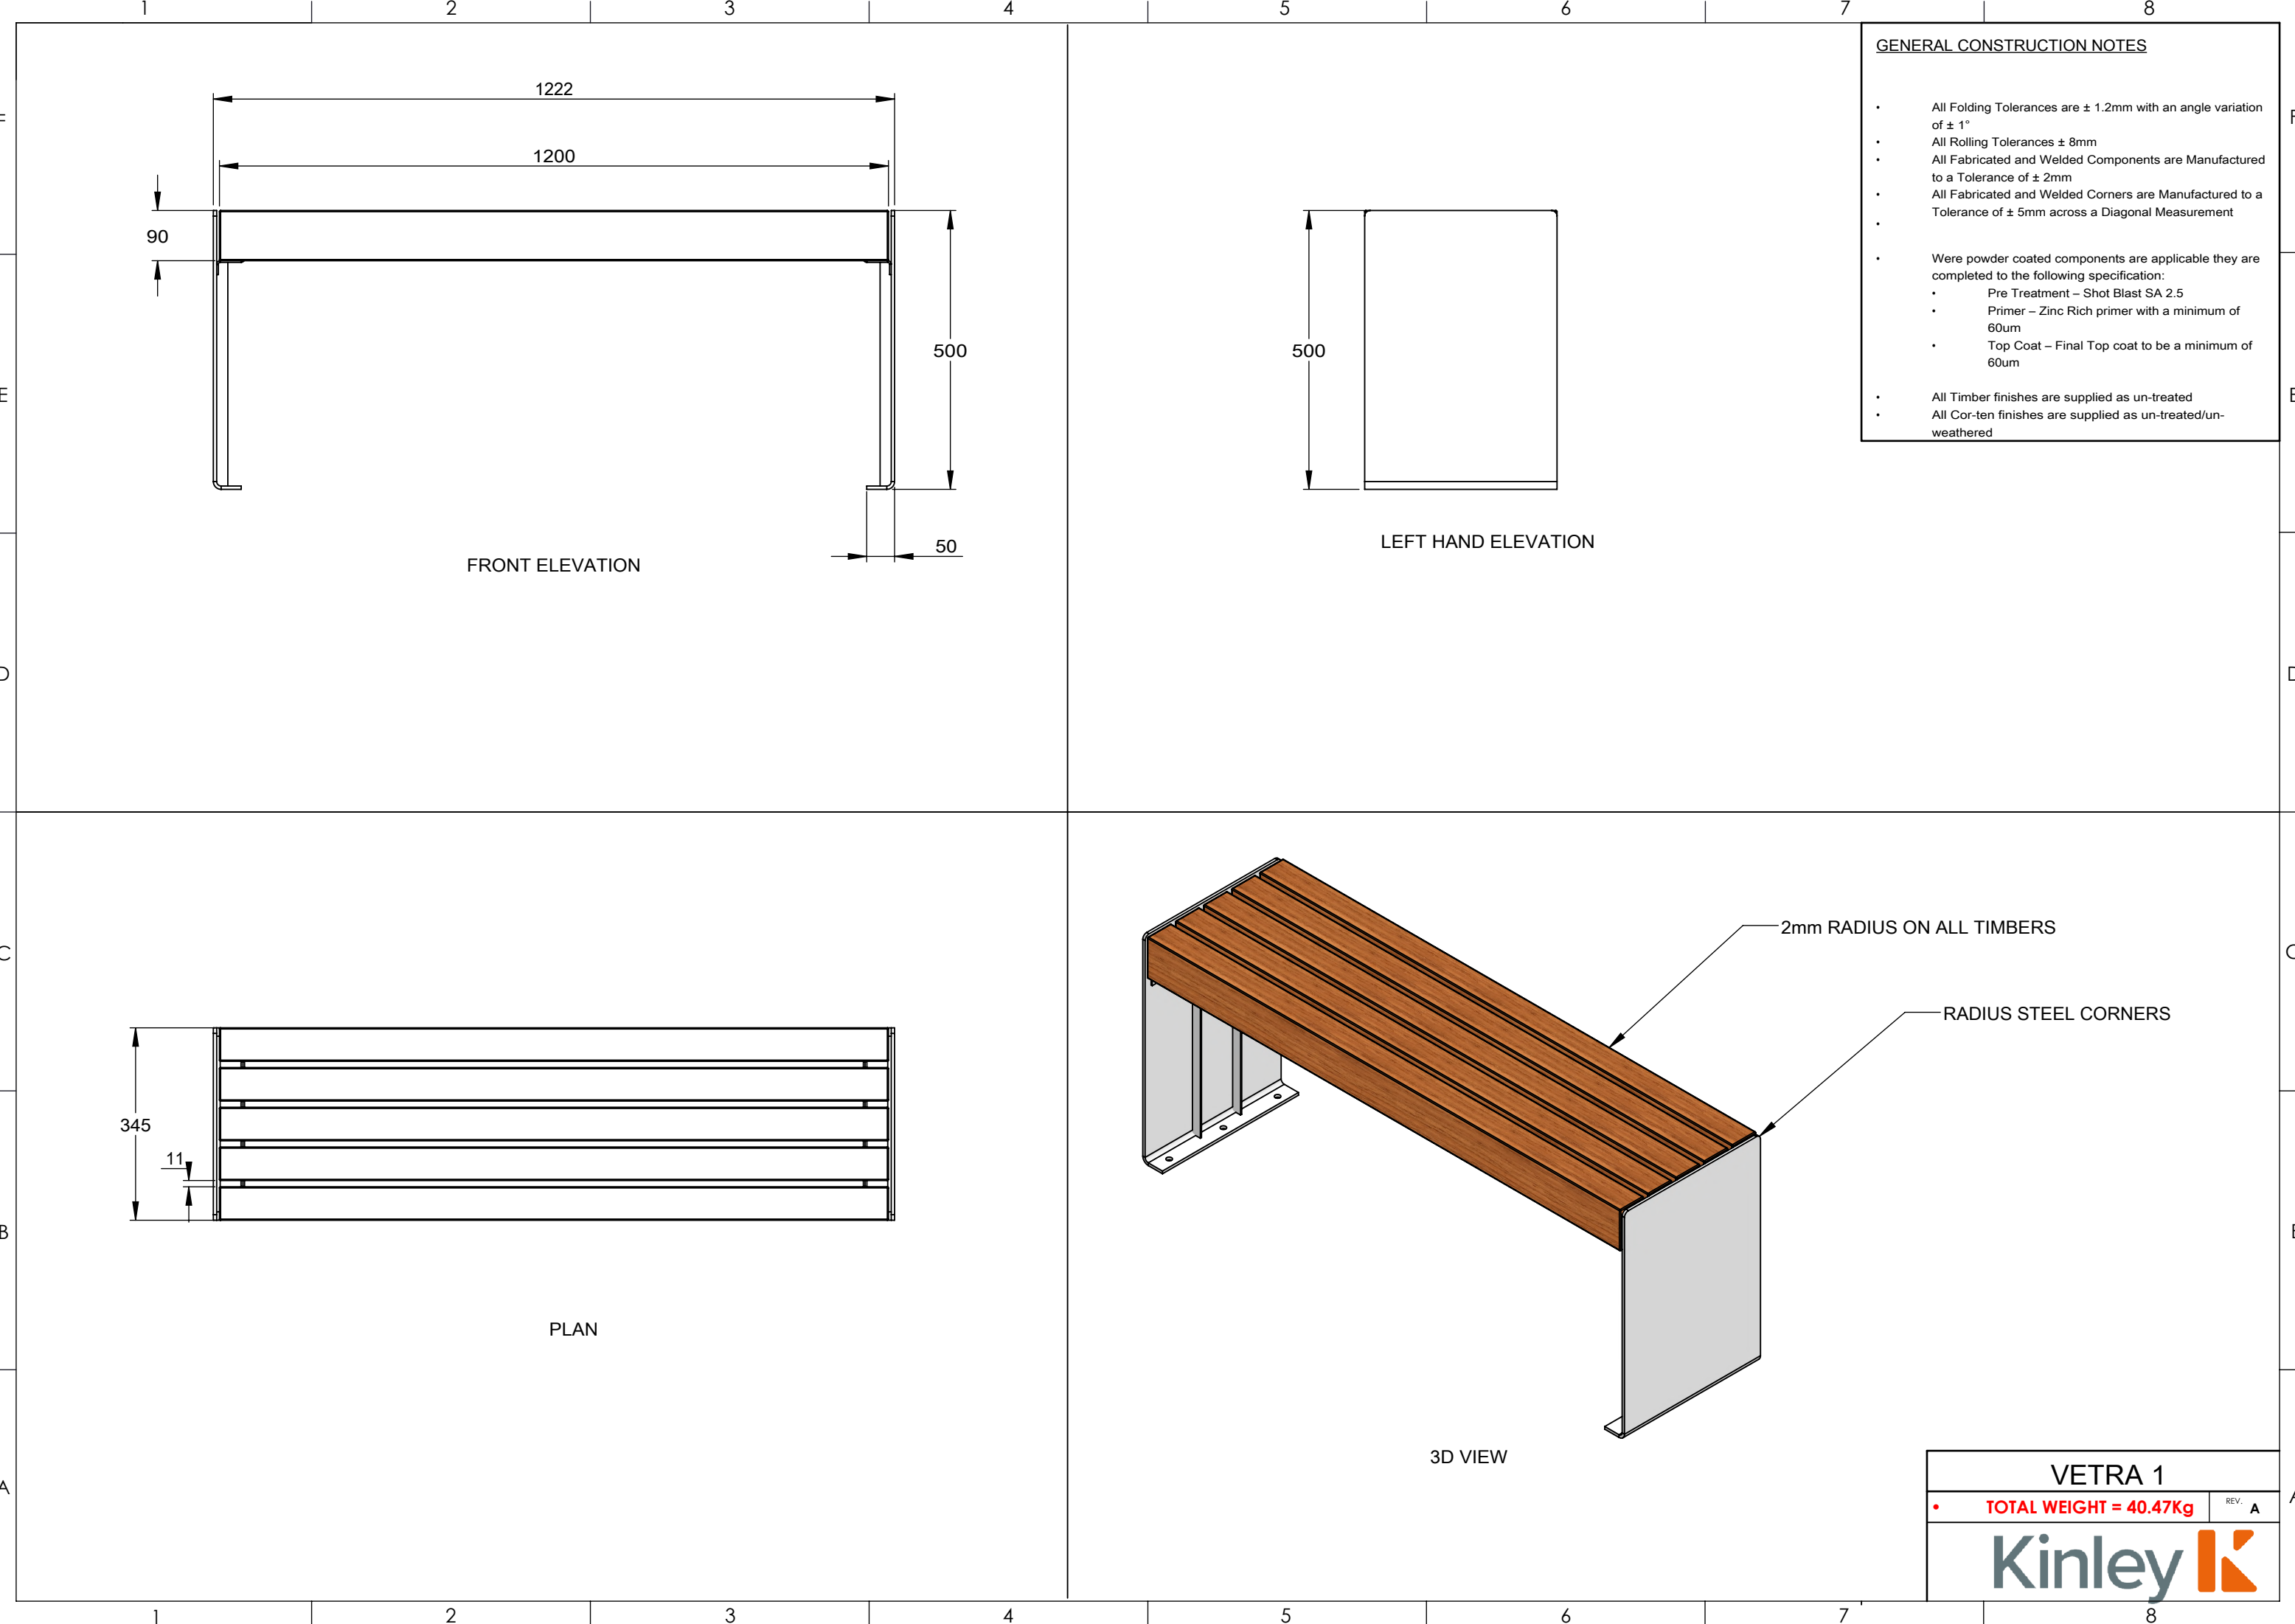 1 2 3 4 5 6 7 8
GENERAL CONSTRUCTION NOTES
• All Folding Tolerances are ± 1.2mm with an angle variation
of ± 1°
• All Rolling Tolerances ± 8mm
• All Fabricated and Welded Components are Manufactured
to a Tolerance of ± 2mm
• All Fabricated and Welded Corners are Manufactured to a
Tolerance of ± 5mm across a Diagonal Measurement
•
• Were powder coated components are applicable they are
completed to the following specification:
• Pre Treatment – Shot Blast SA 2.5
• Primer – Zinc Rich primer with a minimum of
60um
• Top Coat – Final Top coat to be a minimum of
60um
• All Timber finishes are supplied as un-treated
• All Cor-ten finishes are supplied as un-treated/un-
weathered
F F
E E
D D
C C
B B
A A
1222
1200
90
500
50
FRONT ELEVATION
500
LEFT HAND ELEVATION
345
11
PLAN
2mm RADIUS ON ALL TIMBERS
RADIUS STEEL CORNERS
3D VIEW
VETRA 1
• TOTAL WEIGHT = 40.47Kg
REV. A
Kinley K
1 2 3 4 5 6 7 8